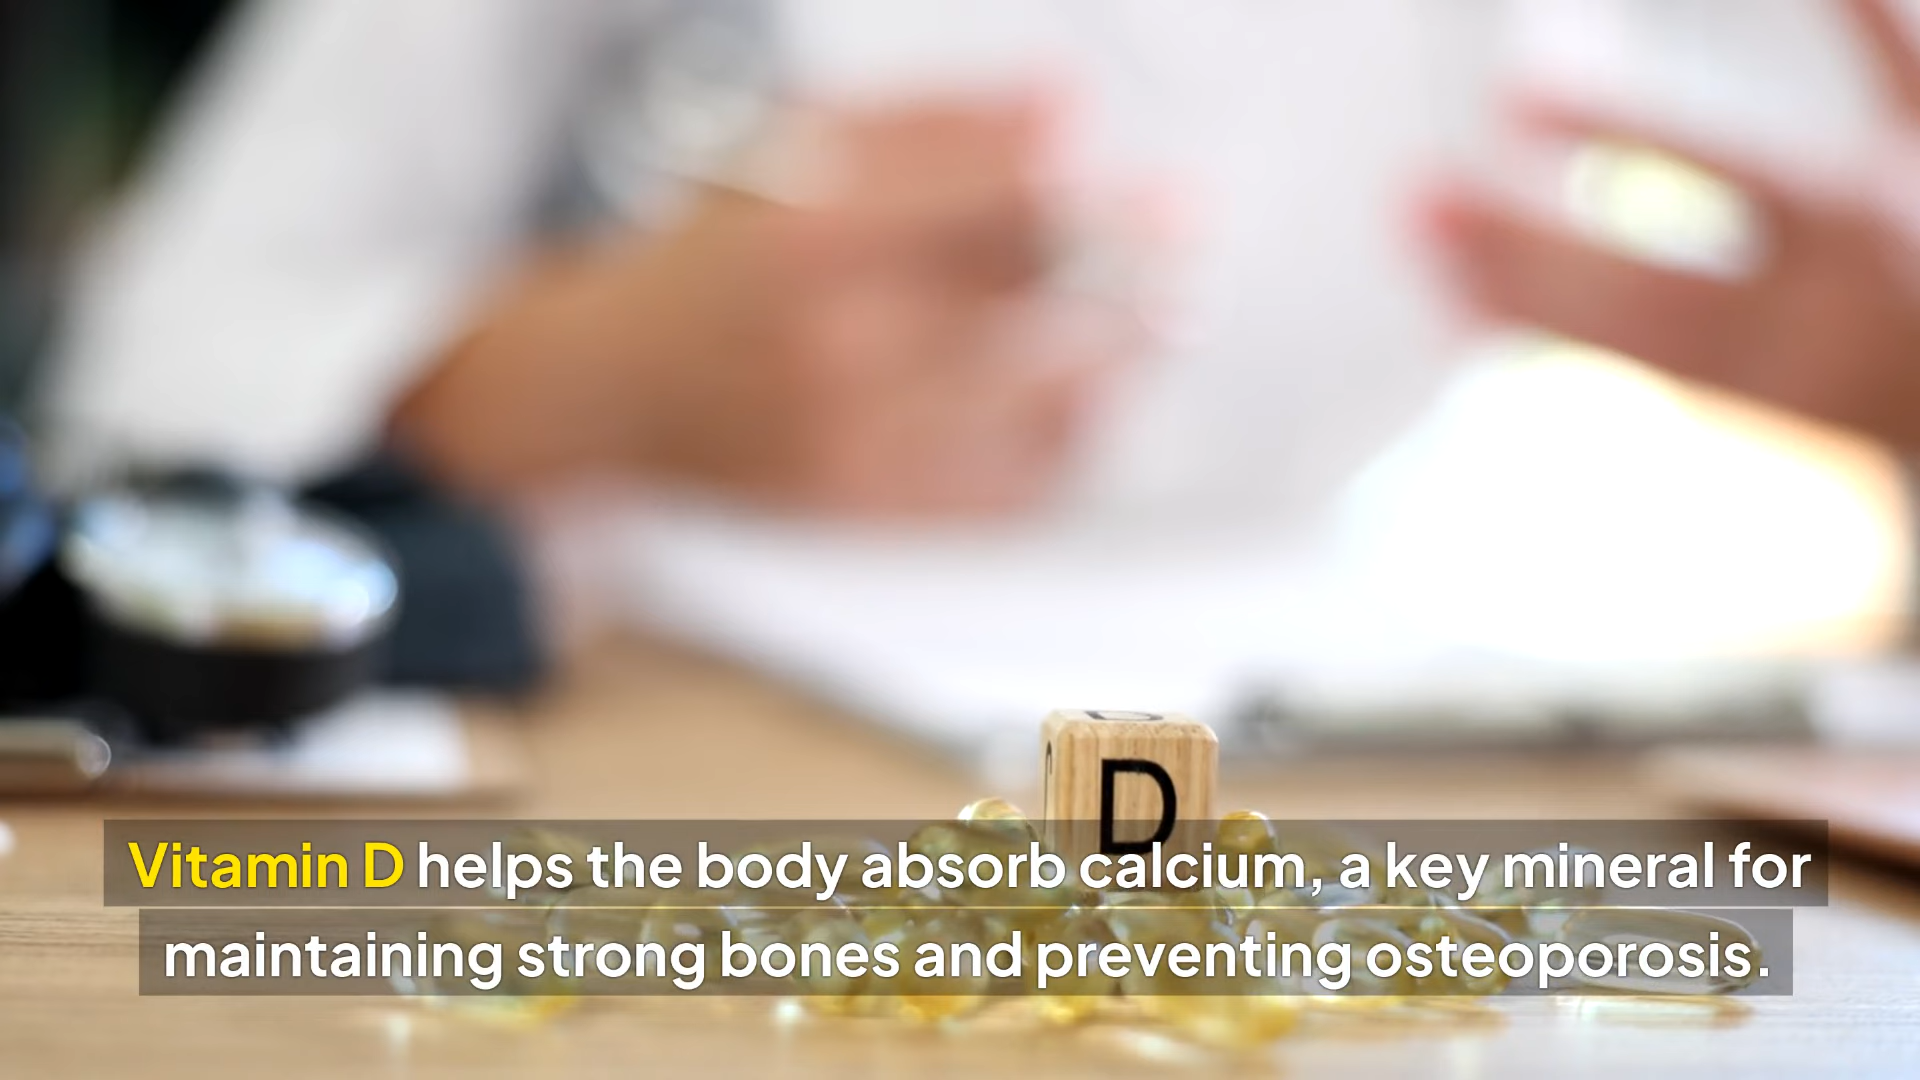 D
D
Vitamin D helps the body absorb calcium, a key mineral for
maintaining strong bones and preventing osteoporosis.